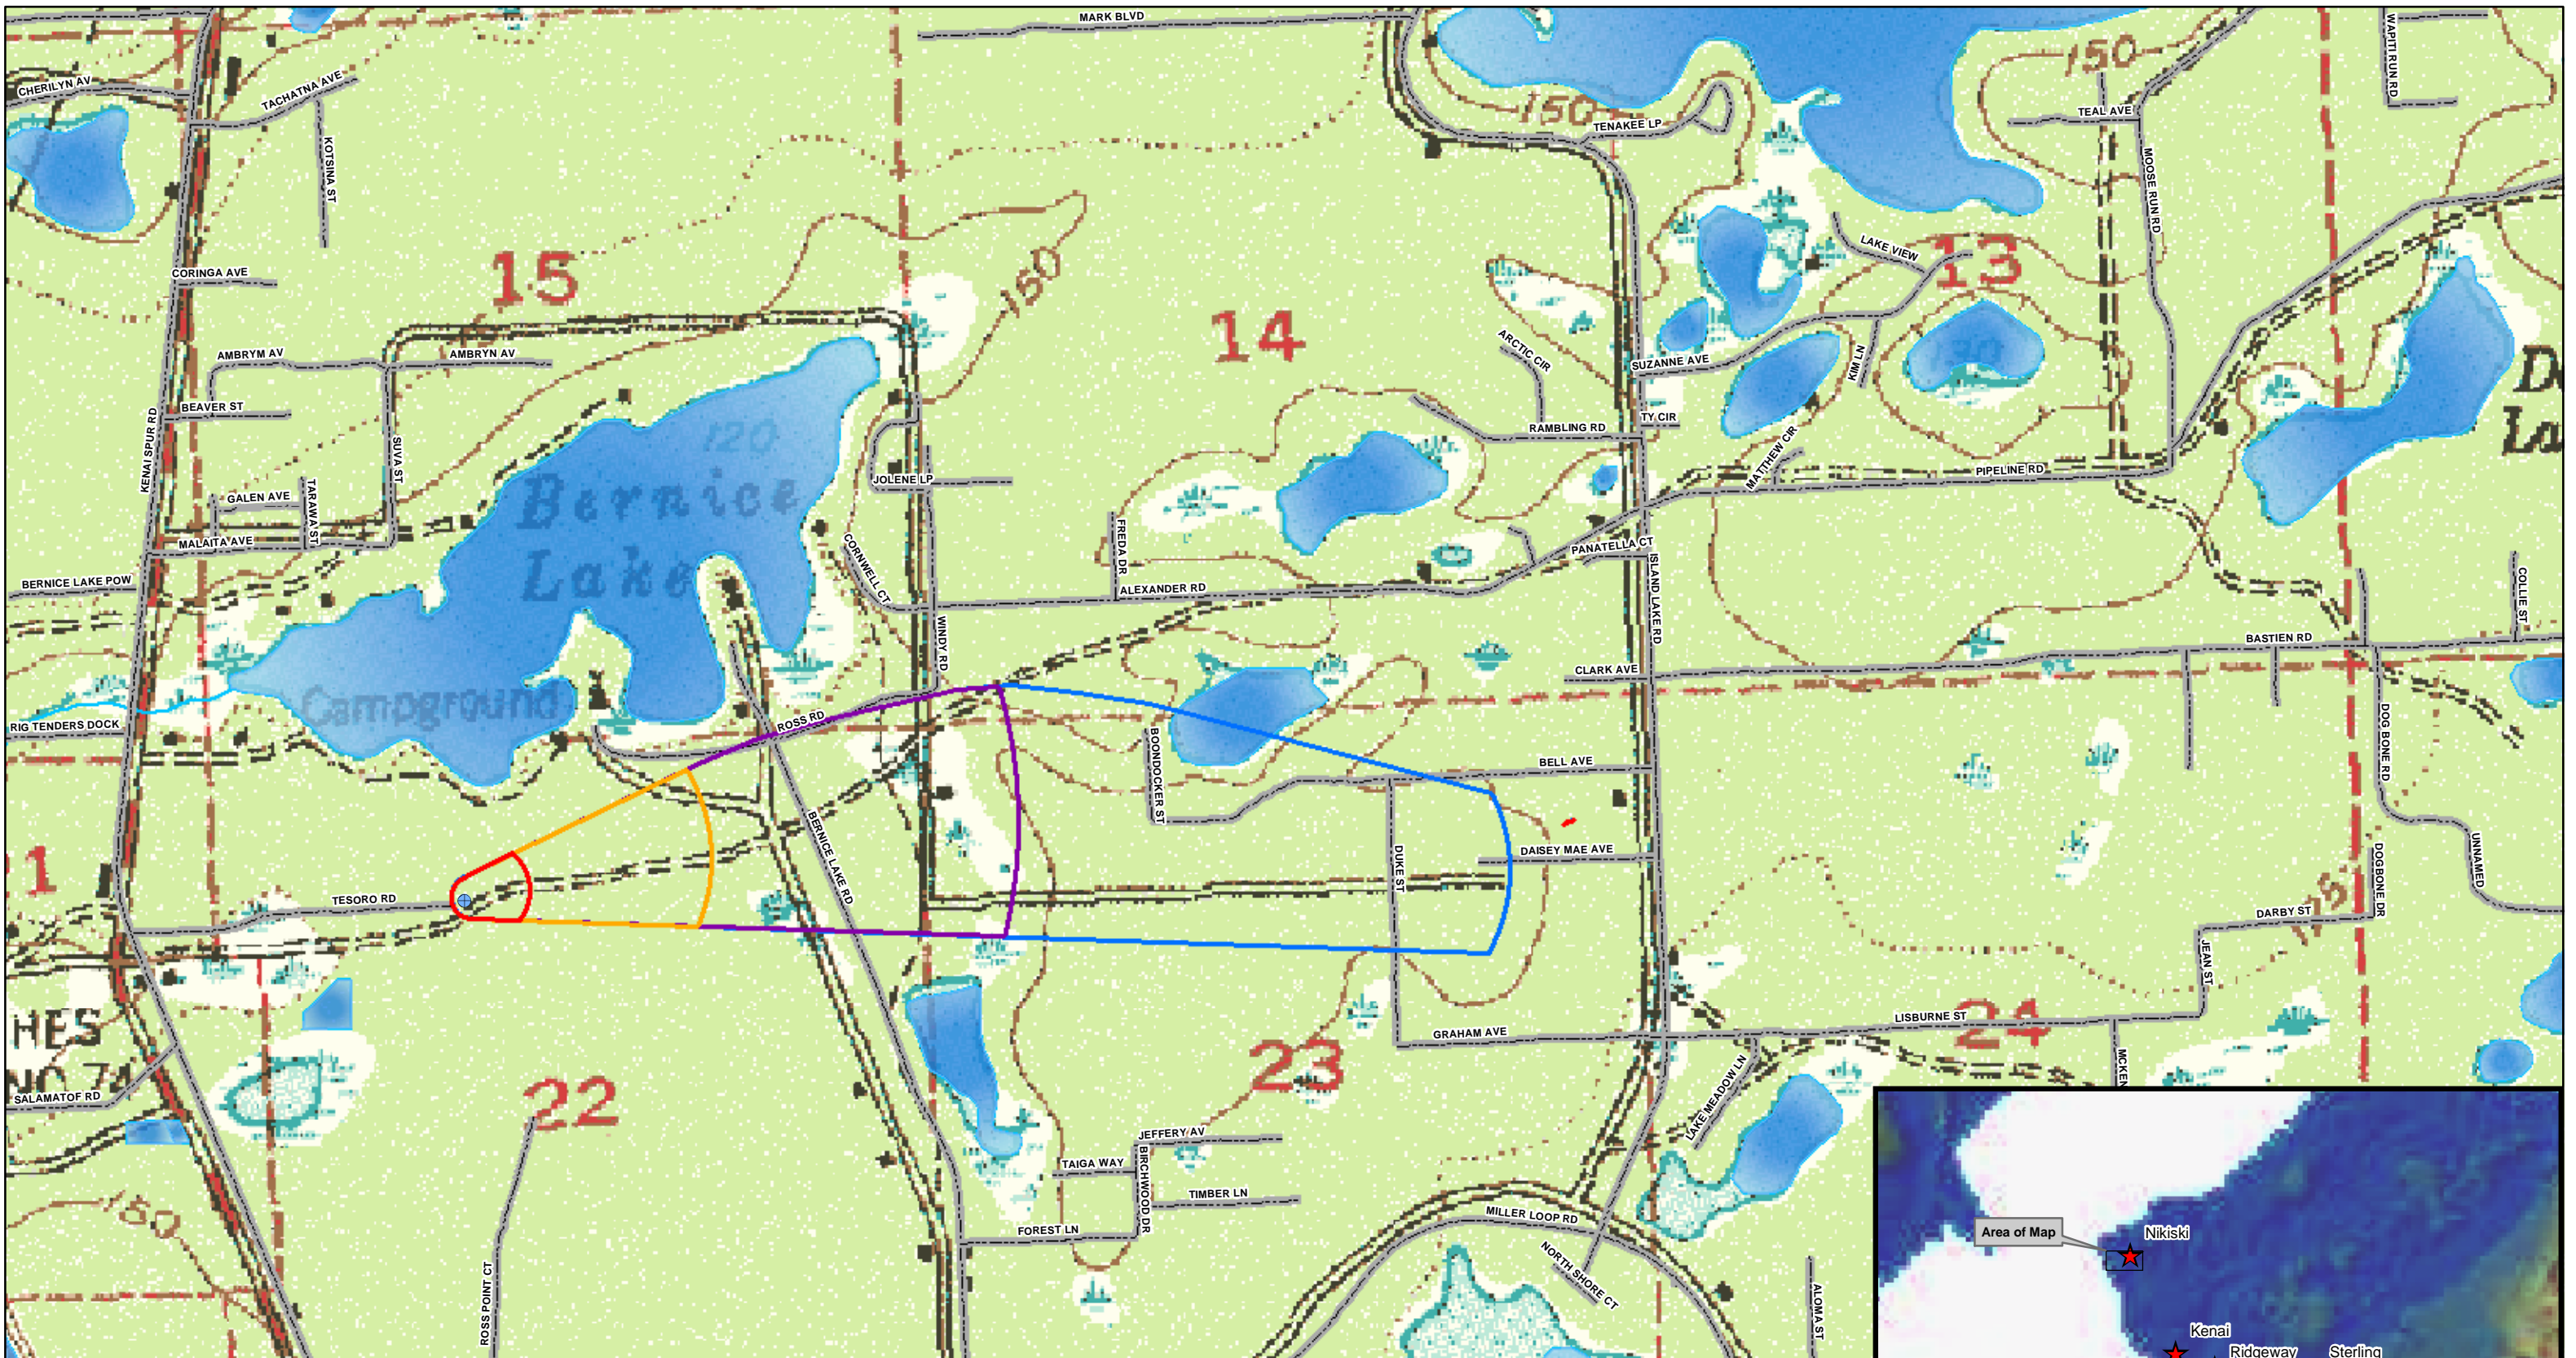 MARK BLVD
CHERILYN AV
TACHATNA AVE
KOTSINA ST
150
TENAKEE LP
150
TEAL AVE
WAPITI RUN RD
MOOSE RUN RD
CORINGA AVE
15
150
14
LAKE VIEW
13
ARCTIC CIR
SUZANNE AVE
KIM LN
AMBRYM AV
AMBRYN AV
BEAVER ST
KENAI SPUR RD
SUVA ST
120
Bernice
Lake
TY CIR
RAMBLING RD
MATTHEW CIR
PIPELINE RD
JOLENE LP
GALEN AVE
TARAWA ST
MALAITA AVE
FREDA DR
CORNWELL CT
PANATELLA CT
ISLAND LAKE RD
ALEXANDER RD
BERNICE LAKE POW
COLLIE ST
WINDY RD
BASTIEN RD
CLARK AVE
Campground
RIG TENDERS DOCK
ROSS RD
BOONDOCKER ST
BELL AVE
DOG BONE RD
BERNICE LAKE RD
DUKE ST
DAISEY MAE AVE
UNNAMED
DOGBONE DR
1
TESORO RD
DARBY ST
175
JEAN ST
HES
NO 74
SALAMATOF RD
22
23
GRAHAM AVE
LISBURNE ST
24
MCKEN
LAKE MEADOW LN
JEFFERY AV
TAIGA WAY
BIRCHWOOD DR
TIMBER LN
FOREST LN
MILLER LOOP RD
NORTH SHORE CT
ALOMA ST
150
ROSS POINT CT
Area of Map
Nikiski
Kenai
Ridgeway
Sterling